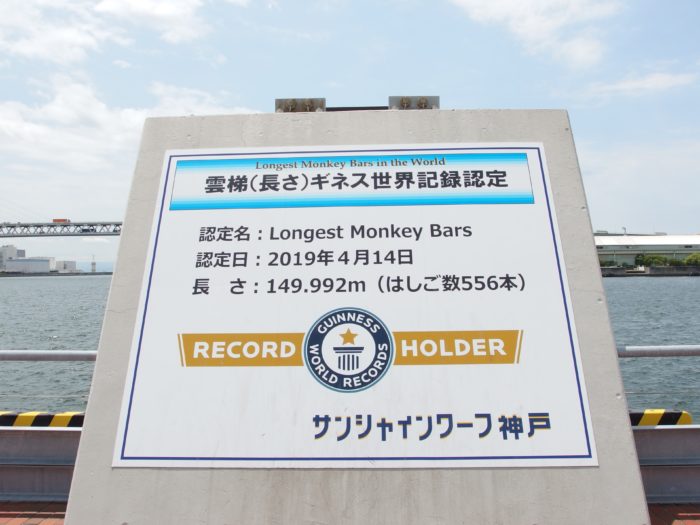 Longest Monkey Bars in the World
雲梯(長さ)ギネス世界記録認定
認定名：Longest Monkey Bars
認定日：2019年4月14日
長　さ：149.992m（はしご数556本）
RECORD HOLDER
GUINNESS
WORLD RECORDS
サンシャインワーフ神戸